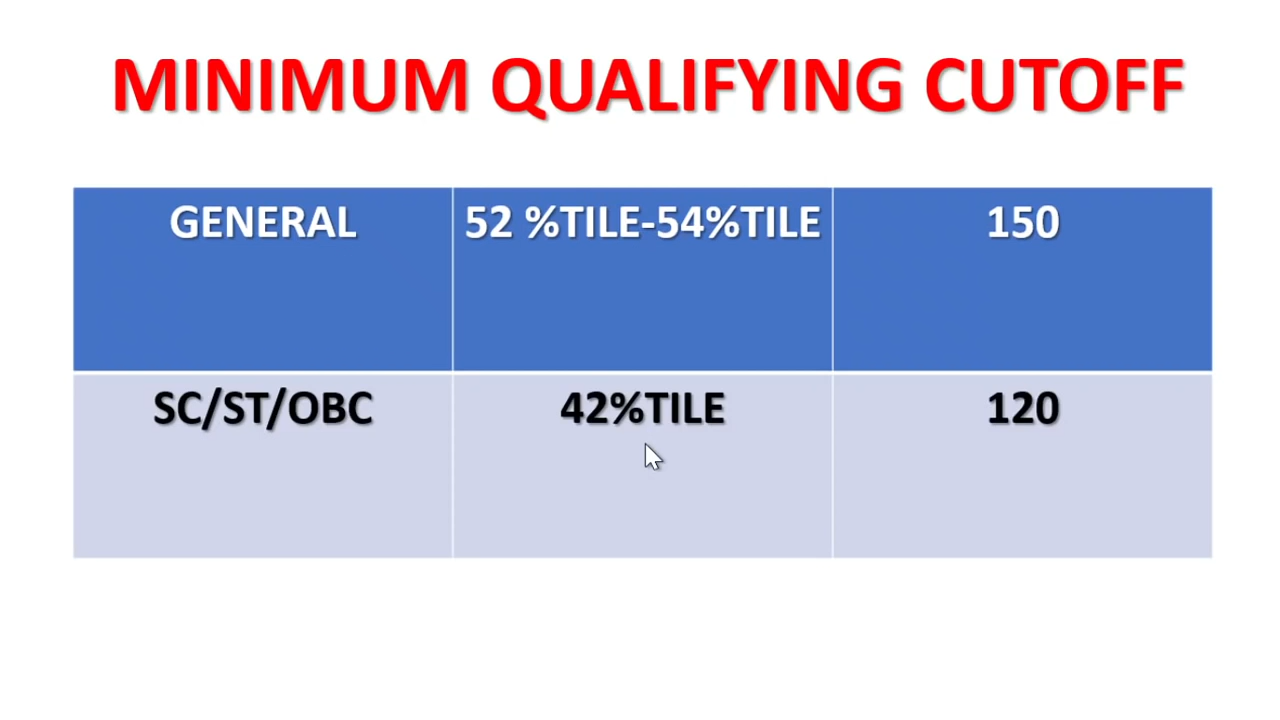 MINIMUM QUALIFYING CUTOFF
GENERAL 52 %TILE-54%TILE 150
SC/ST/OBC 42%TILE 120